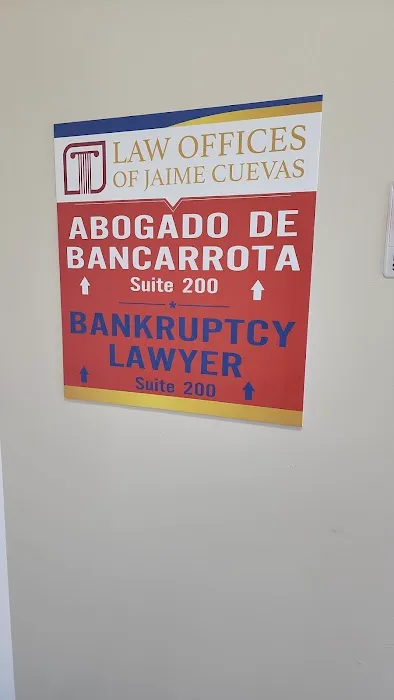 LAW OFFICES
OF JAIME CUEVAS
ABOGADO DE
BANCARROTA
Suite 200
BANKRUPTCY
LAWYER
Suite 200